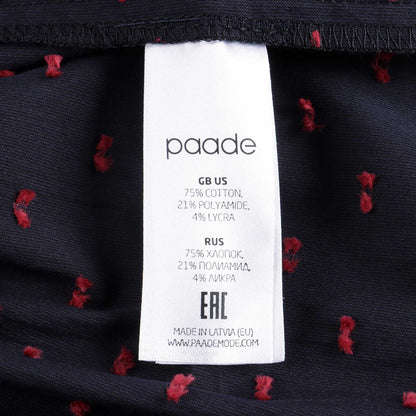 paade
GB US
75% COTTON,
21% POLYAMIDE,
4% LYCRA
RUS
75% ХЛОПОК,
21% ПОЛИАМИД,
4% ЛИКРА
EAC
MADE IN LATVIA (EU)
WWW.PAADEMODE.COM